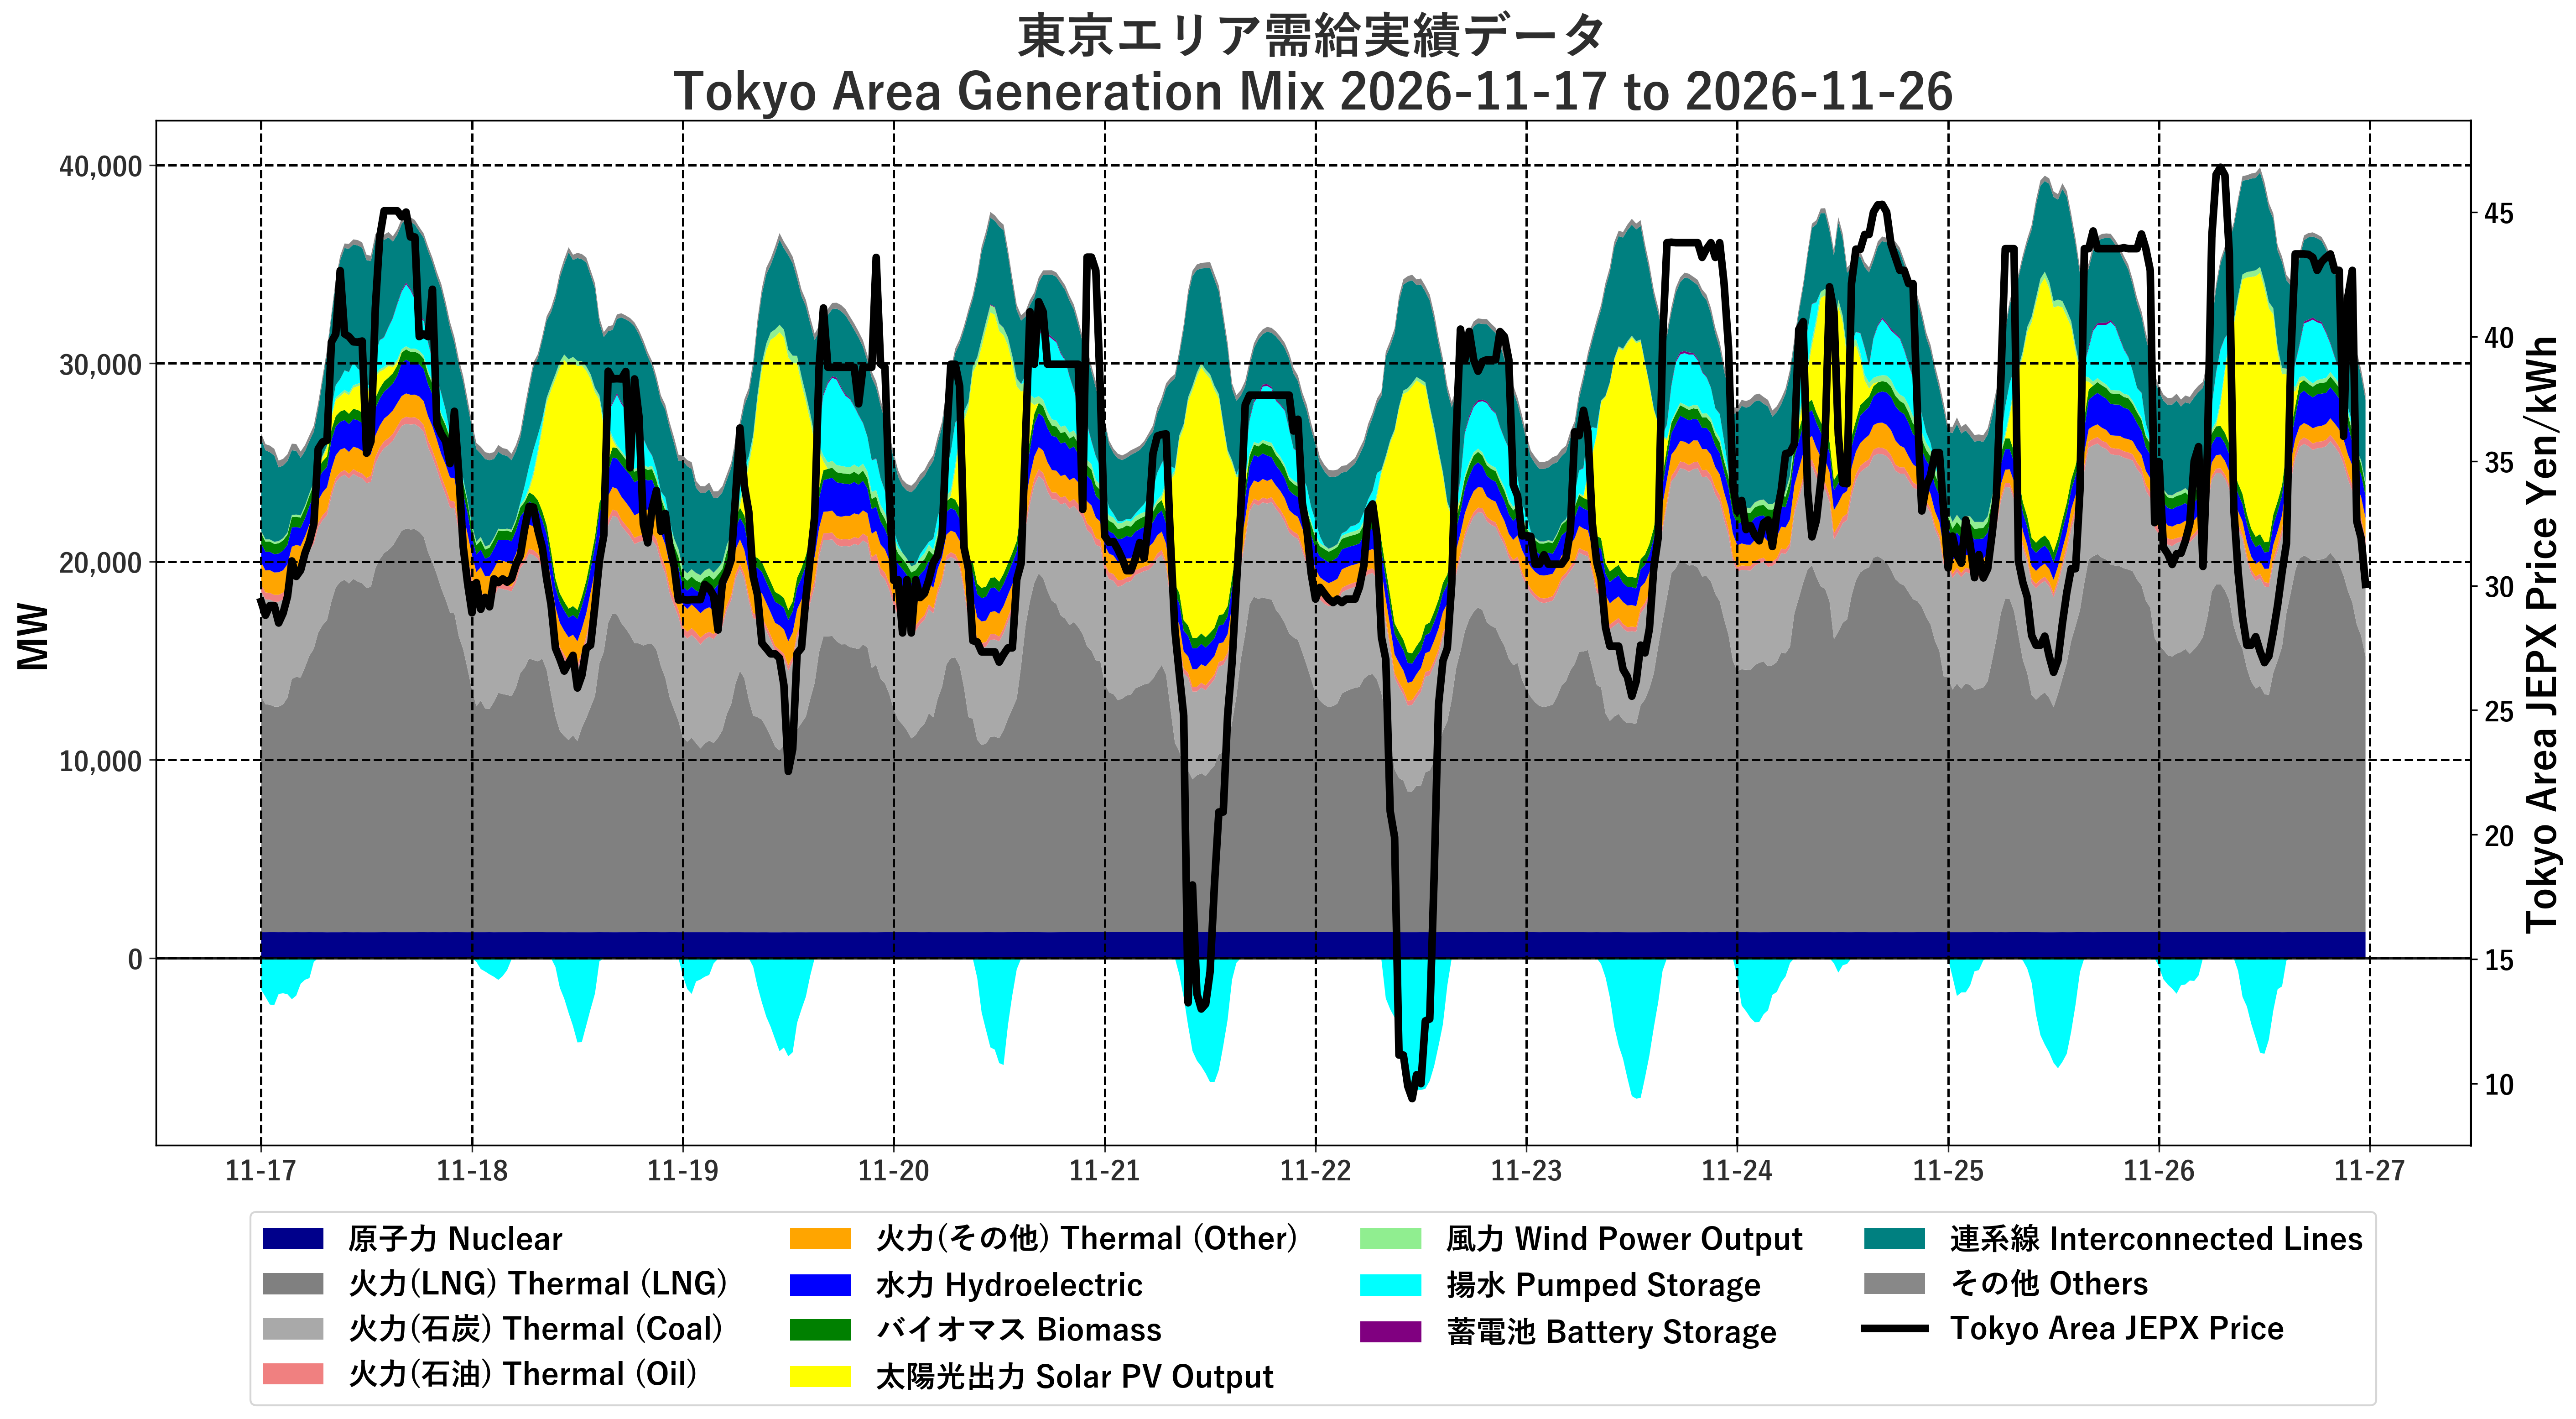 東京エリア需給実績データ
Tokyo Area Generation Mix 2026-11-17 to 2026-11-26
MW
40,000
30,000
20,000
10,000
0
45
40
35
30
25
20
15
10
Tokyo Area JEPX Price Yen/kWh
11-17
11-18
11-19
11-20
11-21
11-22
11-23
11-24
11-25
11-26
11-27
原子力 Nuclear
火力(LNG) Thermal (LNG)
火力(石炭) Thermal (Coal)
火力(石油) Thermal (Oil)
火力(その他) Thermal (Other)
水力 Hydroelectric
バイオマス Biomass
太陽光出力 Solar PV Output
風力 Wind Power Output
揚水 Pumped Storage
蓄電池 Battery Storage
連系線 Interconnected Lines
その他 Others
Tokyo Area JEPX Price